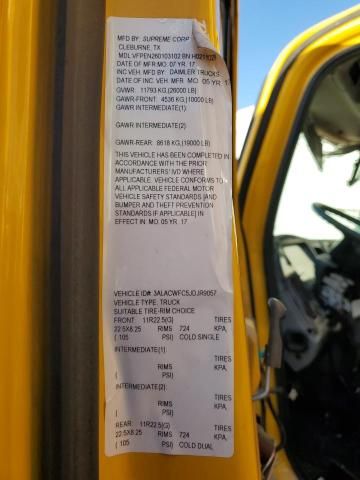 MFG BY SUPREME CORP
CLEBURNE, TX
MDL VFPEN260103102 BN
DATE OF MFR: MO 07 YR. 17
INC VEH. MFG BY: DAIMLER TRUCKS
DATE OF INC. VEH. MFR MO 05 YR. 17
GVWR: 11793 KG,(26000 LB)
GAWR-FRONT: 4536 KG,(10000 LB)
GAWR INTERMEDIATE(1)
GAWR INTERMEDIATE(2)
GAWR-REAR: 8618 KG,(19000 LB)
THIS VEHICLE HAS BEEN COMPLETED IN
ACCORDANCE WITH THE PRIOR
MANUFACTURERS' IVD WHERE
APPLICABLE. VEHICLE CONFORMS TO
ALL APPLICABLE FEDERAL MOTOR
VEHICLE SAFETY STANDARDS [AND
BUMPER AND THEFT PREVENTION
STANDARDS IF APPLICABLE] IN
EFFECT IN MO. 05 YR. 17
VEHICLE ID# 3ALACWFC5JDJR9057
VEHICLE TYPE: TRUCK
SUITABLE TIRE-RIM CHOICE
FRONT: 11R22.5(G) TIRES
22.5X8.25 RIMS 724 KPA,
( 105 PSI) COLD SINGLE
INTERMEDIATE(1): TIRES
RIMS KPA,
( PSI)
INTERMEDIATE(2): TIRES
RIMS KPA,
( PSI)
REAR: 11R22.5(G) TIRES
22.5X8.25 RIMS 724 KPA,
( 105 PSI) COLD DUAL